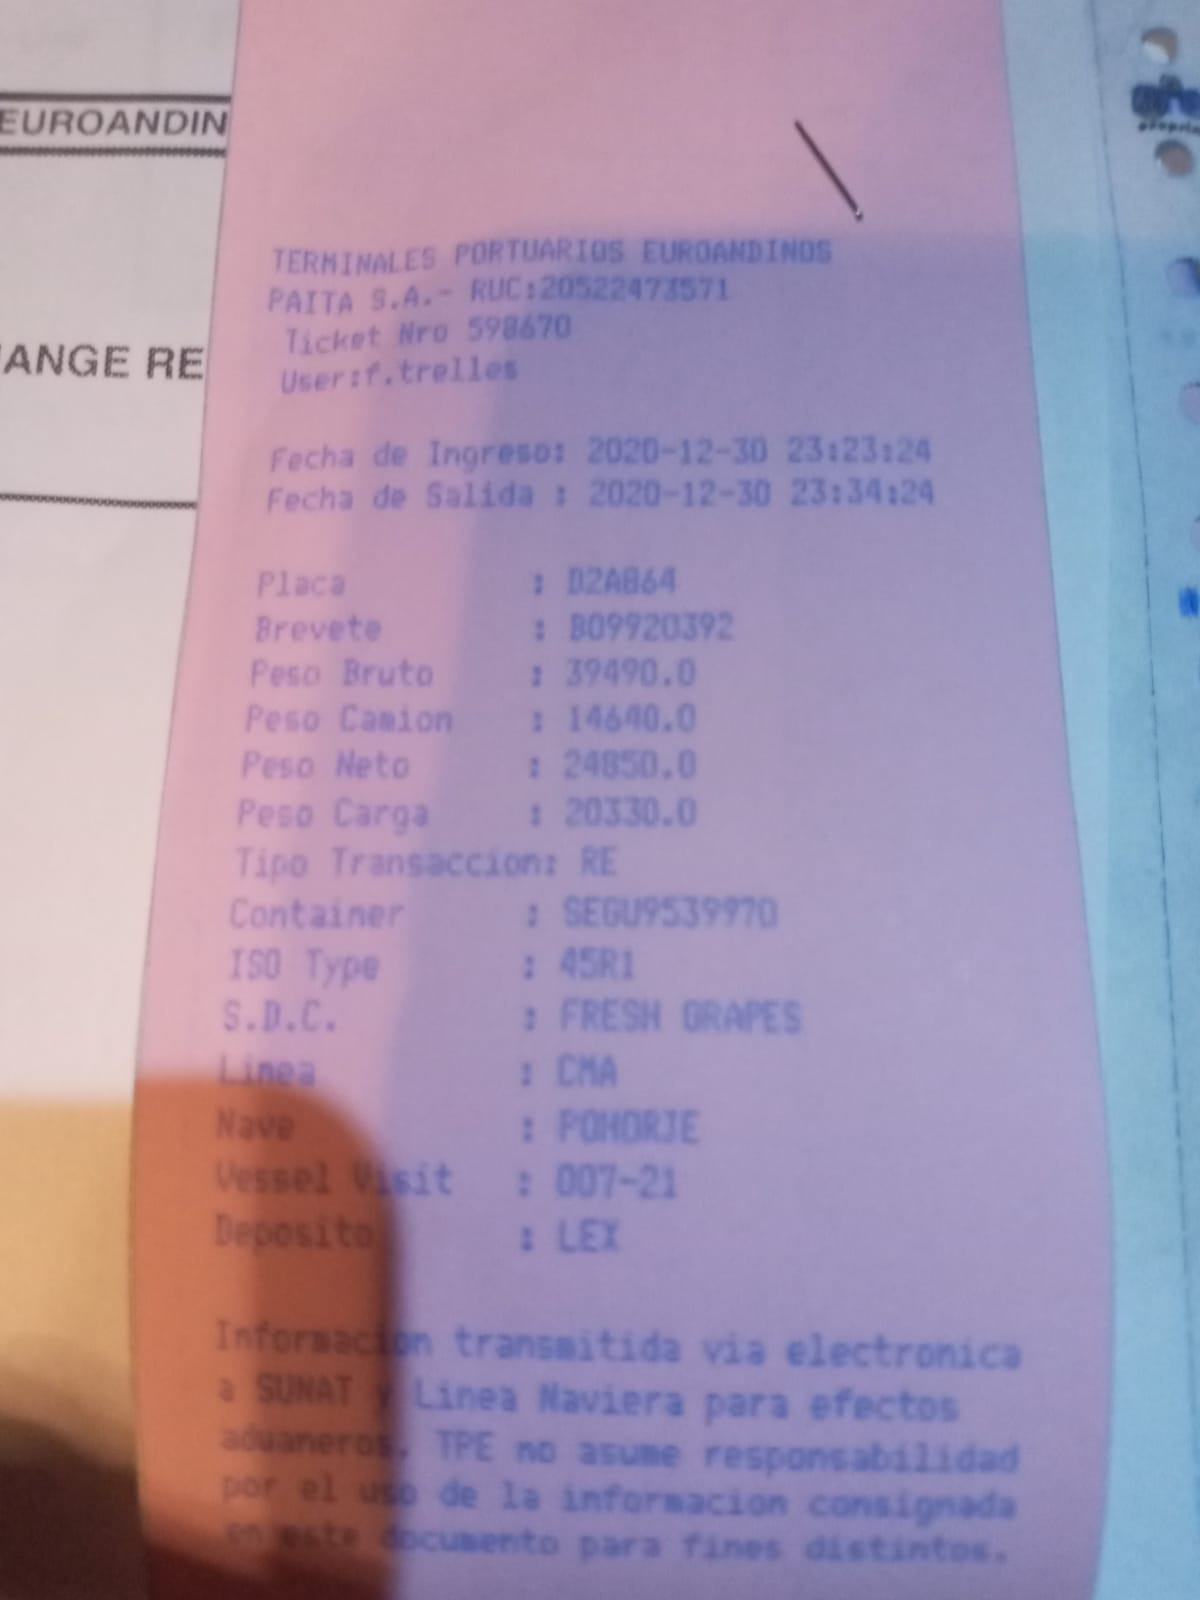 EUROANDIN
ANGE RE
TERMINALES PORTUARIOS EUROANDINOS
PAITA S.A.- RUC:20522473571
Ticket Nro 598670
User:f.trelles
Fecha de Ingreso: 2020-12-30 23:23:24
Fecha de Salida : 2020-12-30 23:34:24
Placa : D2A864
Brevete : B09920392
Peso Bruto : 39490.0
Peso Camion : 14640.0
Peso Neto : 24850.0
Peso Carga : 20330.0
Tipo Transaccion: RE
Container : SEGU9539970
ISO Type : 45R1
S.D.C. : FRESH GRAPES
Linea : CMA
Nave : POHORJE
Vessel Visit : 007-21
Deposito : LEX
Informacion transmitida via electronica
a SUNAT y Linea Naviera para efectos
aduaneros. TPE no asume responsabilidad
por el uso de la informacion consignada
en este documento para fines distintos.